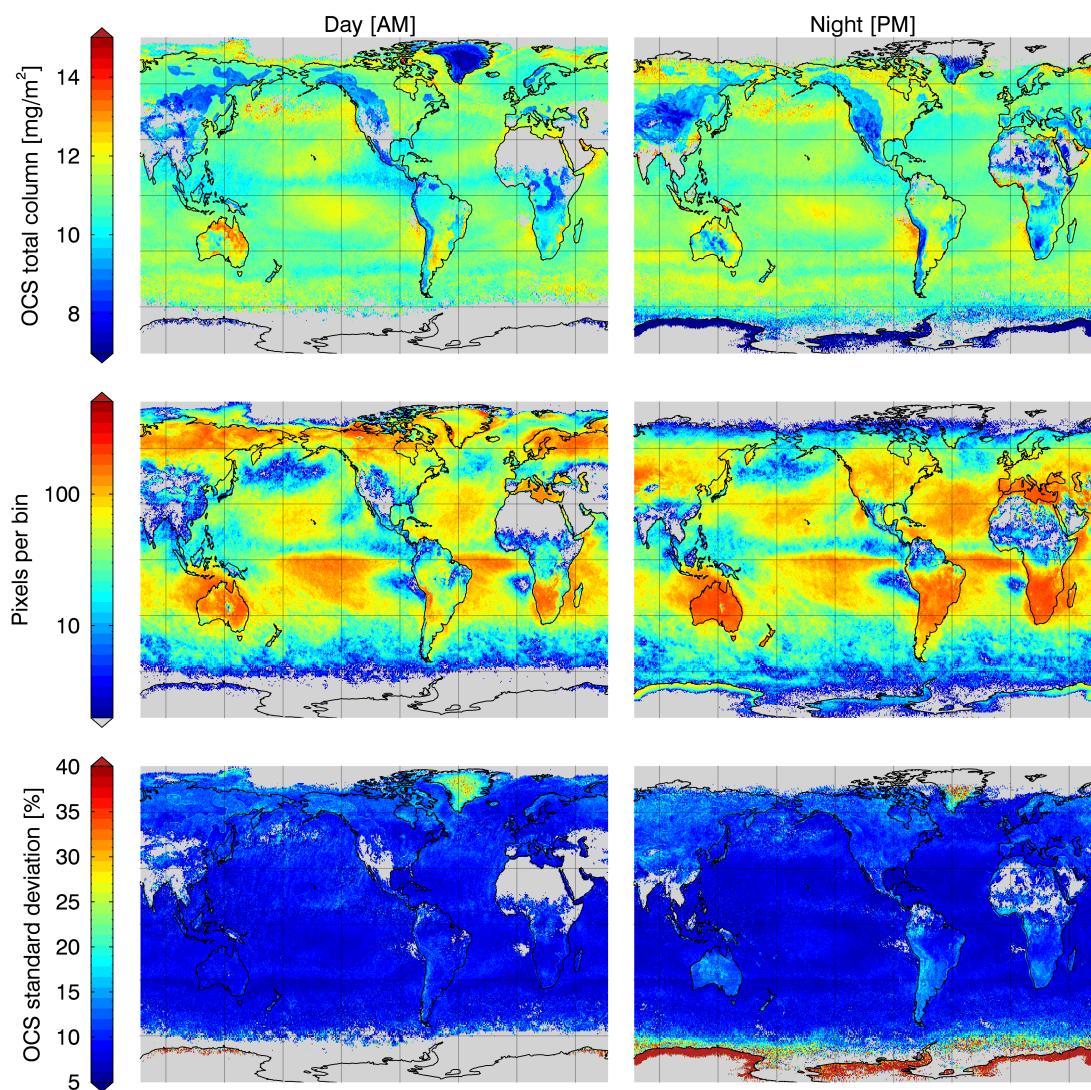 Day [AM]
Night [PM]
OCS total column [mg/m²]
14
12
10
8
Pixels per bin
100
10
OCS standard deviation [%]
40
35
30
25
20
15
10
5